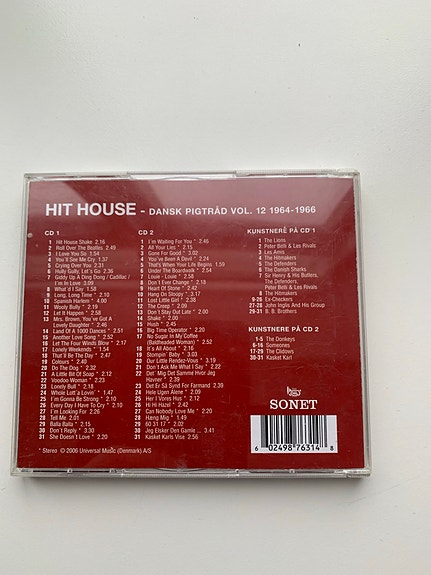 HIT HOUSE - DANSK PIGTRÅD VOL. 12 1964-1966
CD 1
1 Hit House Shake 2.16
2 Roll Over The Beatles 2.49
3 I Love You So 1.54
4 You'll See Me Cry 1.37
5 Crying Over You 1.58
6 Hully Gully, Let's Go 2.36
7 Giddy Up A Ding Dong / Cadillac /
I'm In Love 3.09
8 What'd I Say 1.58
9 Long, Long Time * 2.10
10 Spanish Harlem * 4.00
11 Wooly Bully * 2.19
12 Let It Happen * 2.58
13 Mrs. Brown, You've Got A
Lovely Daughter * 2.46
14 Land Of A 1000 Dances * 2.51
15 Another Love Song * 2.52
16 Let The Four Winds Blow * 2.17
17 Lonely Weekends * 1.54
18 That'll Be The Day * 2.47
19 Colours * 2.40
20 Do The Dog * 2.32
21 A Little Bit Of Soap * 2.12
22 Voodoo Woman * 2.23
23 Lonely Bull * 2.18
24 Whole Lott'a Lovin' * 1.47
25 I'm Gonna Be Strong * 2.10
26 Every Day I Have To Cry * 2.10
27 I'm Looking For 2.26
28 Tell Me 2.01
29 Balla Balla * 2.15
30 Don't Reply * 3.30
31 She Doesn't Love * 2.20
CD 2
1 I'm Waiting For You * 2.46
2 All Your Lies * 2.15
3 Gone For Good * 3.02
4 You've Been A Devil * 2.24
5 That's When Your Life Begins 1.59
6 Under The Boardwalk * 2.54
7 Louie - Louie * 2.58
8 Don't Ever Change * 2.18
9 Heart Of Stone * 2.42
10 Hang On Sloopy * 3.17
11 Lost Little Girl * 2.38
12 The Creep * 2.09
13 Don't Stay Out Late * 2.00
14 Shake * 2.00
15 Hush * 2.45
16 Big Time Operator * 2.20
17 No Sugar In My Coffee
(Baldheaded Woman) * 2.52
18 It's All About * 2.16
19 Stompin' Baby * 3.03
20 Our Little Rendez-Vous * 3.19
21 Don't Ask Me What I Say * 2.22
22 Det' Mig Det Samme Hvor Jeg
Havner * 2.39
23 Det Er Så Synd For Farmand 2.39
24 Hele Ugen Alene * 2.09
25 Her I Vores Hus * 2.12
26 Hi Hi Hazel * 2.42
27 Can Nobody Love Me * 2.20
28 Hæng Mig * 1.49
29 60 31 17 * 2.02
30 Jeg Elsker Den Gamle ... 3.41
31 Kasket Karls Vise 2.56
KUNSTNERE PÅ CD 1
1 The Lions
2 Peter Belli & Les Rivals
3 Les Amis
4 The Hitmakers
5 The Defenders
6 The Danish Sharks
7 Sir Henry & His Butlers,
The Defenders,
Peter Belli & Les Rivals
8 The Hitmakers
9-26 Ex-Checkers
27-28 John Inglis And His Group
29-31 B. B. Brothers
KUNSTNERE PÅ CD 2
1-5 The Donkeys
6-16 Someones
17-29 The Clidows
30-31 Kasket Karl
SONET
6 02498 76314 8
* Stereo © 2006 Universal Music (Denmark) A/S